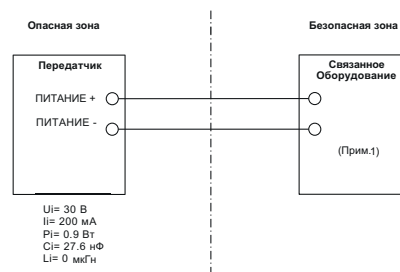 Опасная зона
Безопасная зона
Передатчик
ПИТАНИЕ +
ПИТАНИЕ -
Связанное
Оборудование
(Прим.1)
Ui= 30 В
Ii= 200 мА
Pi= 0.9 Вт
Ci= 27.6 нФ
Li= 0 мкГн